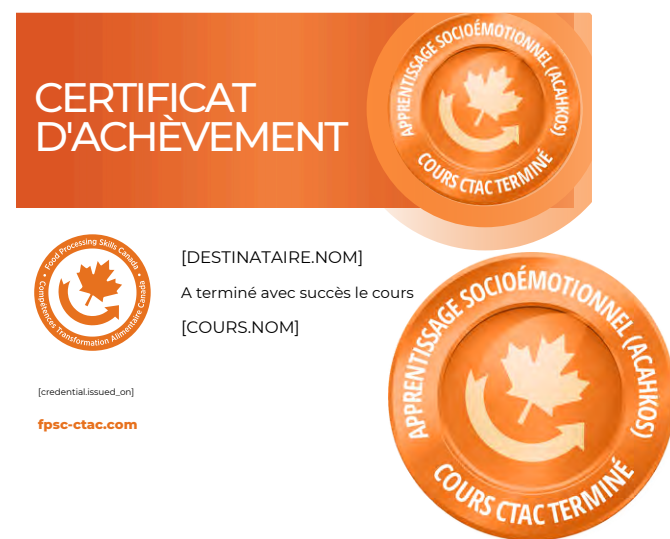 CERTIFICAT
D'ACHÈVEMENT
APPRENTISSAGE SOCIOÉMOTIONNEL (ACAHKOS)
COURS CTAC TERMINÉ
Food Processing Skills Canada
Compétences Transformation Alimentaire Canada
[DESTINATAIRE.NOM]
A terminé avec succès le cours
[COURS.NOM]
[credential.issued_on]
fpsc-ctac.com
APPRENTISSAGE SOCIOÉMOTIONNEL (ACAHKOS)
COURS CTAC TERMINÉ